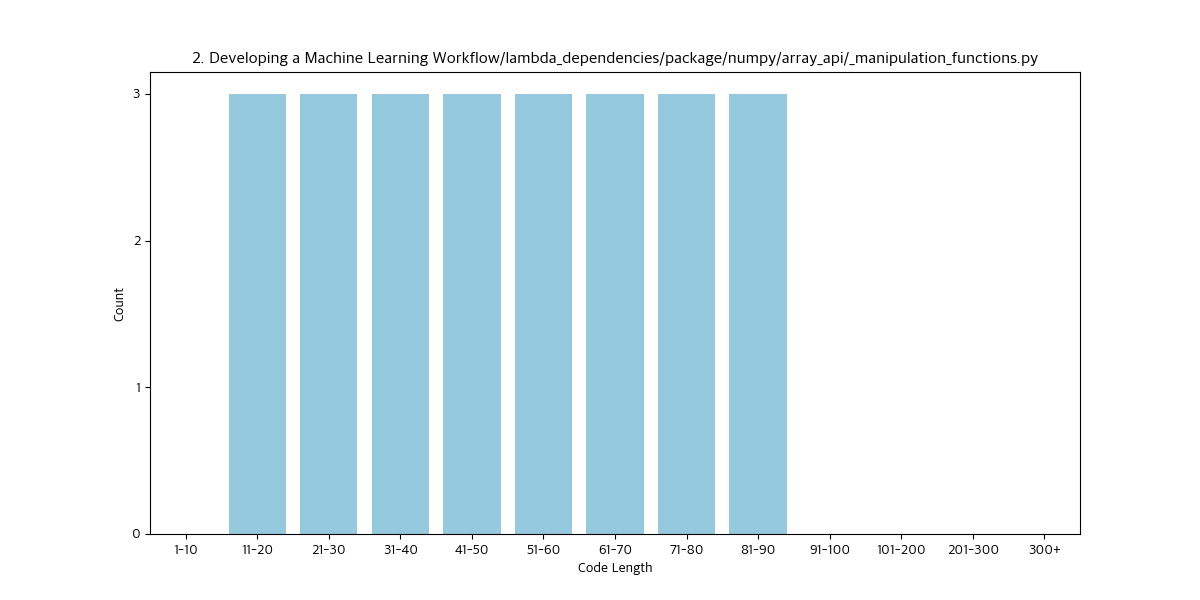 2. Developing a Machine Learning Workflow/lambda_dependencies/package/numpy/array_api/_manipulation_functions.py
3
2
1
0
Count
1-10 11-20 21-30 31-40 41-50 51-60 61-70 71-80 81-90 91-100 101-200 201-300 300+
Code Length